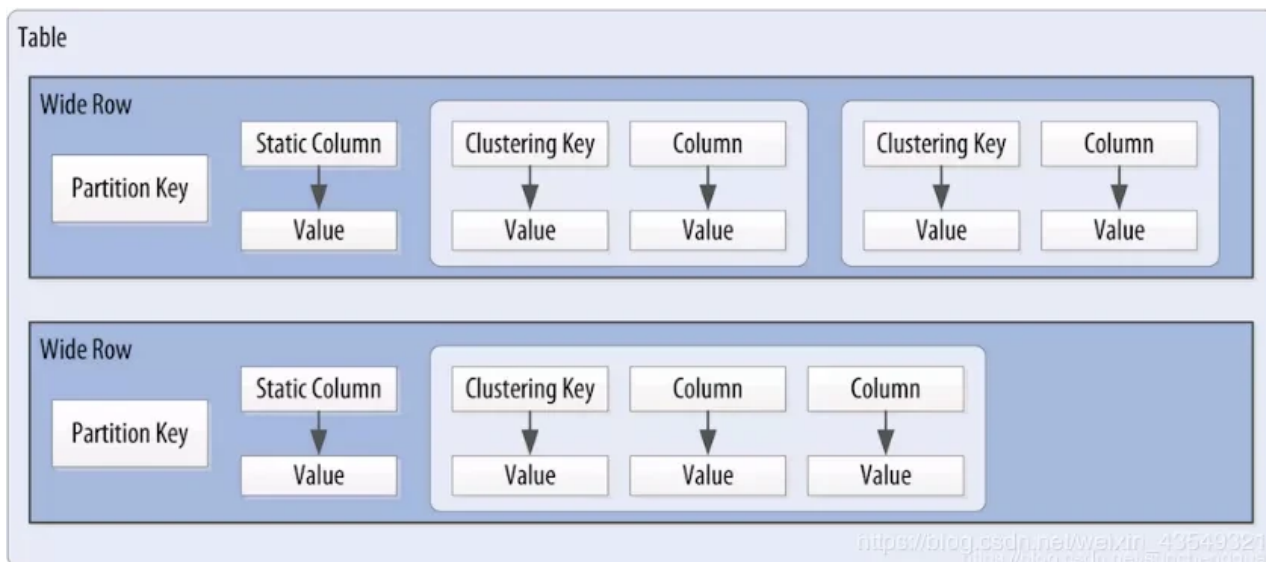 Table
Wide Row
Static Column
Clustering Key
Column
Clustering Key
Column
Partition Key
Value
Value
Value
Value
Value
Wide Row
Static Column
Clustering Key
Column
Column
Partition Key
Value
Value
Value
Value
https://blog.csdn.net/weixin_43549321